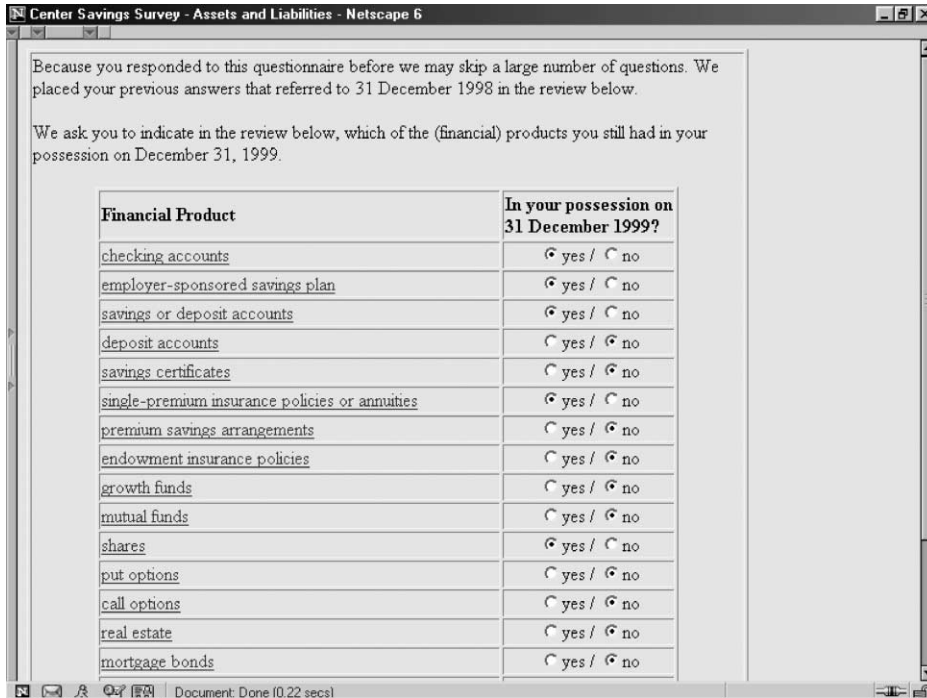 Center Savings Survey - Assets and Liabilities - Netscape 6
Because you responded to this questionnaire before we may skip a large number of questions. We
placed your previous answers that referred to 31 December 1998 in the review below.
We ask you to indicate in the review below, which of the (financial) products you still had in your
possession on December 31, 1999.
Financial Product In your possession on
31 December 1999?
checking accounts yes / no
employer-sponsored savings plan yes / no
savings or deposit accounts yes / no
deposit accounts yes / no
savings certificates yes / no
single-premium insurance policies or annuities yes / no
premium savings arrangements yes / no
endowment insurance policies yes / no
growth funds yes / no
mutual funds yes / no
shares yes / no
put options yes / no
call options yes / no
real estate yes / no
mortgage bonds yes / no
Document: Done (0.22 secs)